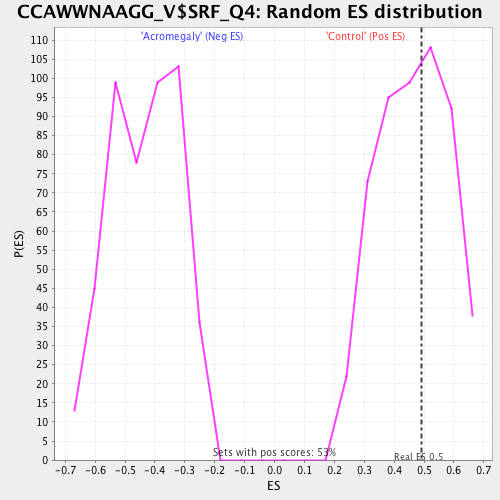 CCAWWNAAGG_V$SRF_Q4: Random ES distribution
'Acromegaly' (Neg ES)
'Control' (Pos ES)
110
105
100
95
90
85
80
75
70
65
60
55
50
45
40
35
30
25
20
15
10
5
0
P(ES)
Sets with pos scores: 53%
Real ES 0.5
-0.7 -0.6 -0.5 -0.4 -0.3 -0.2 -0.1 0.0 0.1 0.2 0.3 0.4 0.5 0.6 0.7
ES